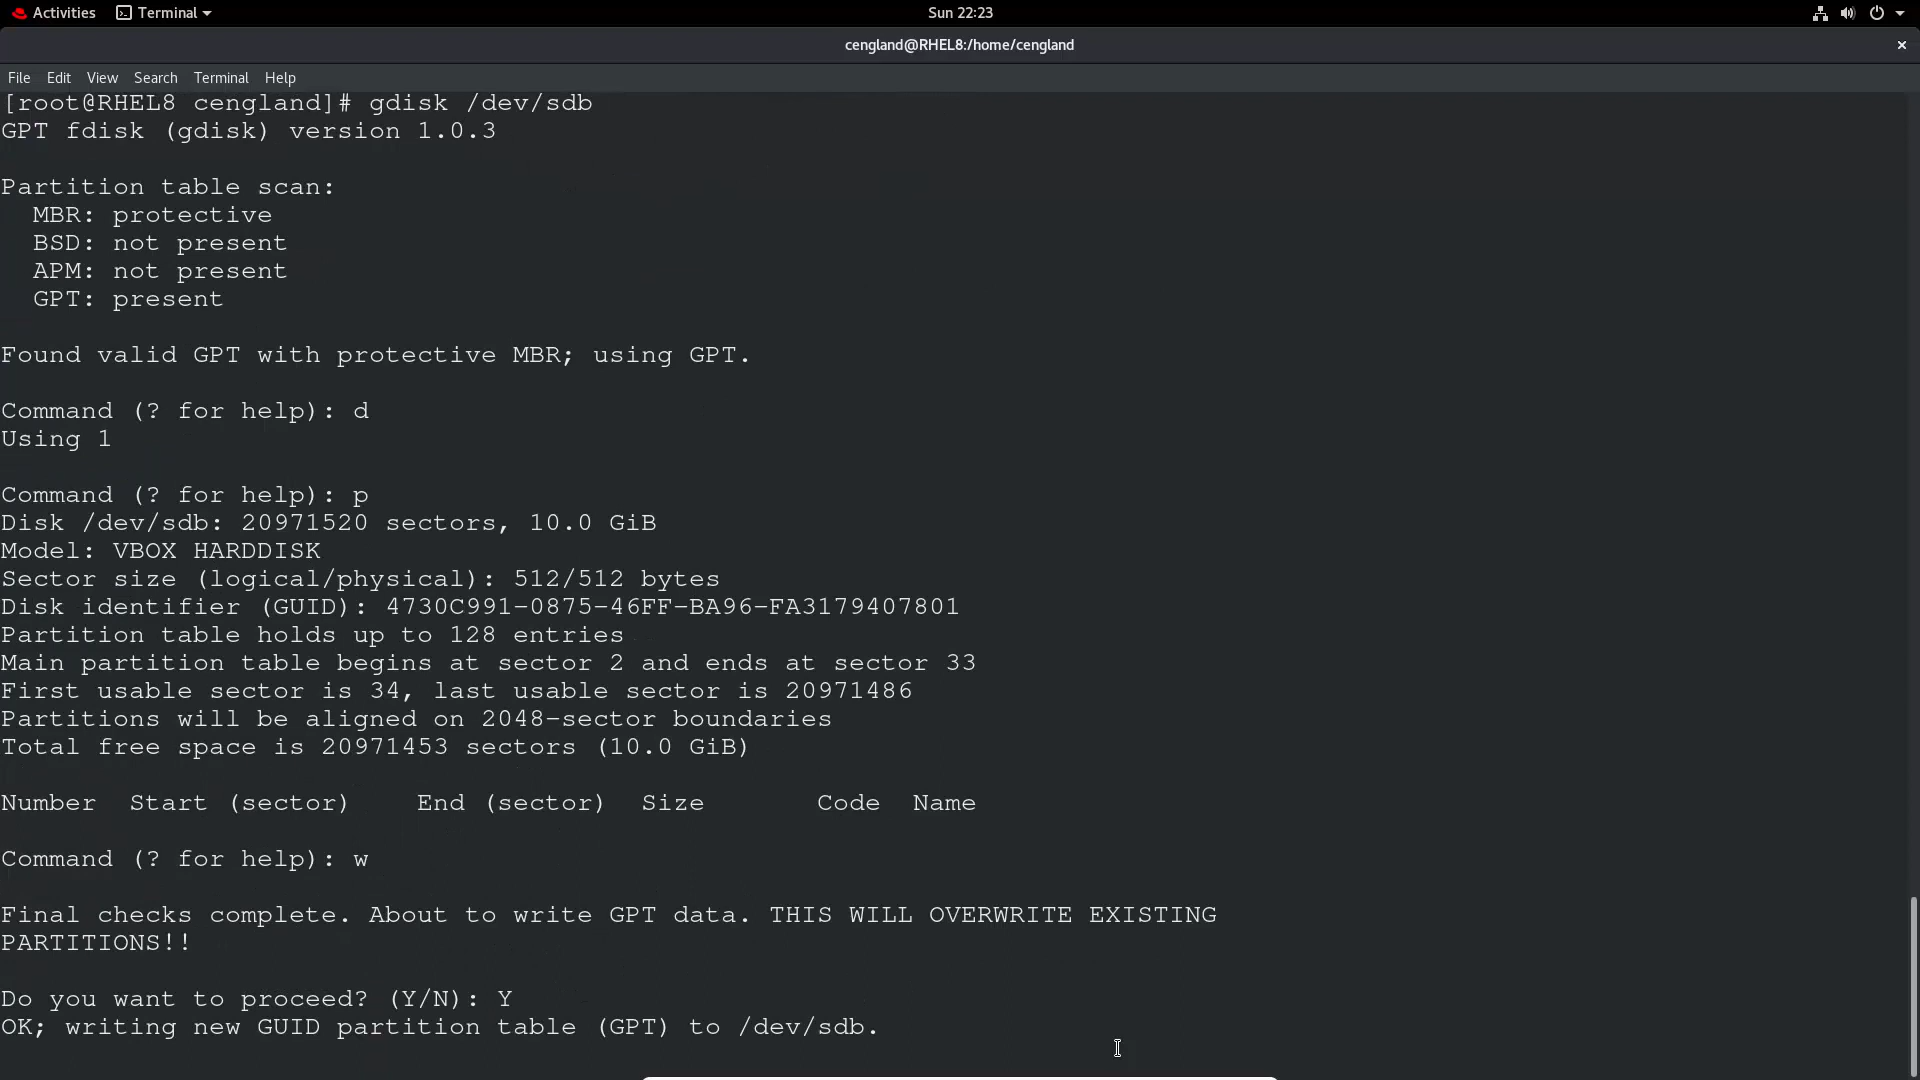 Activities Terminal Sun 22:23
cengland@RHEL8:/home/cengland
File Edit View Search Terminal Help
[root@RHEL8 cengland]# gdisk /dev/sdb
GPT fdisk (gdisk) version 1.0.3
Partition table scan:
MBR: protective
BSD: not present
APM: not present
GPT: present
Found valid GPT with protective MBR; using GPT.
Command (? for help): d
Using 1
Command (? for help): p
Disk /dev/sdb: 20971520 sectors, 10.0 GiB
Model: VBOX HARDDISK
Sector size (logical/physical): 512/512 bytes
Disk identifier (GUID): 4730C991-0875-46FF-BA96-FA3179407801
Partition table holds up to 128 entries
Main partition table begins at sector 2 and ends at sector 33
First usable sector is 34, last usable sector is 20971486
Partitions will be aligned on 2048-sector boundaries
Total free space is 20971453 sectors (10.0 GiB)
Number Start (sector) End (sector) Size Code Name
Command (? for help): w
Final checks complete. About to write GPT data. THIS WILL OVERWRITE EXISTING
PARTITIONS!!
Do you want to proceed? (Y/N): Y
OK; writing new GUID partition table (GPT) to /dev/sdb.